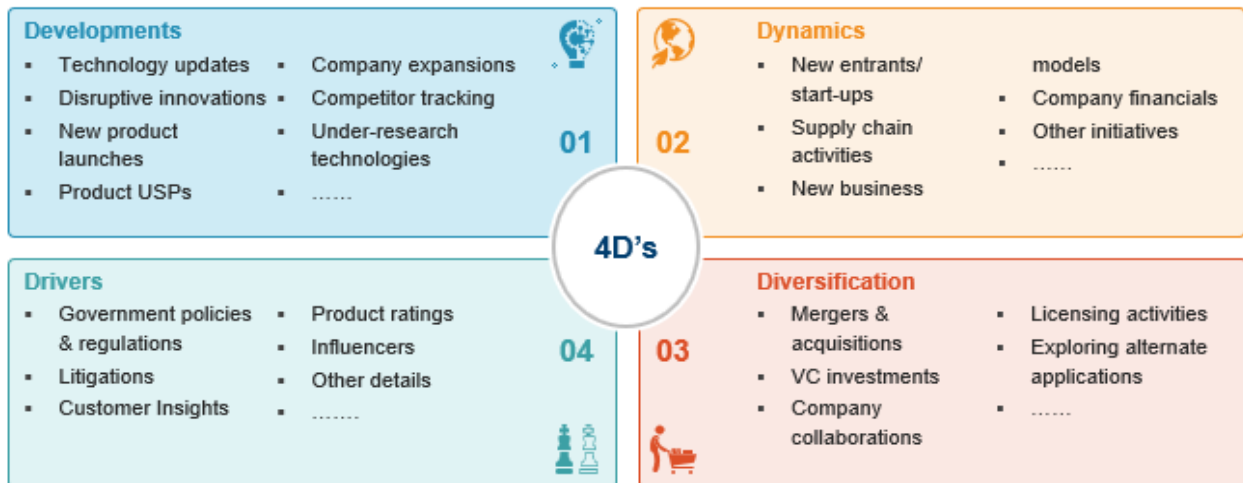 Developments
Technology updates
Disruptive innovations
New product
launches
Product USPs
Company expansions
Competitor tracking
Under-research
technologies
……
01
Dynamics
New entrants/
start-ups
Supply chain
activities
New business
models
Company financials
Other initiatives
……
02
4D’s
Drivers
Government policies
& regulations
Litigations
Customer Insights
Product ratings
Influencers
Other details
…….
04
Diversification
Mergers &
acquisitions
VC investments
Company
collaborations
Licensing activities
Exploring alternate
applications
……
03